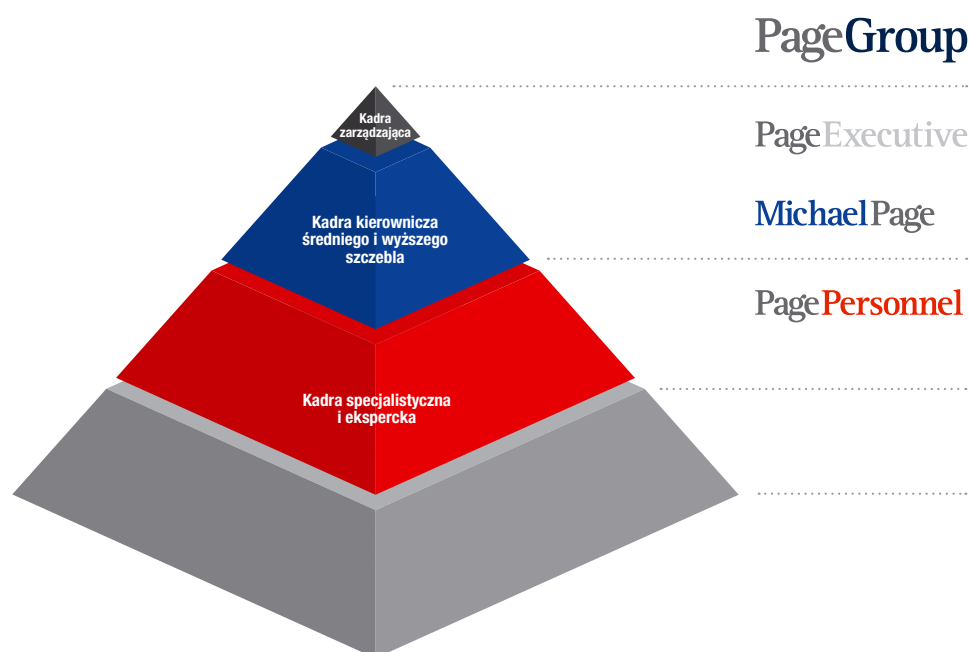 PageGroup
Kadra
zarządzająca
PageExecutive
MichaelPage
Kadra kierownicza
średniego i wyższego
szczebla
PagePersonnel
Kadra specjalistyczna
i ekspercka